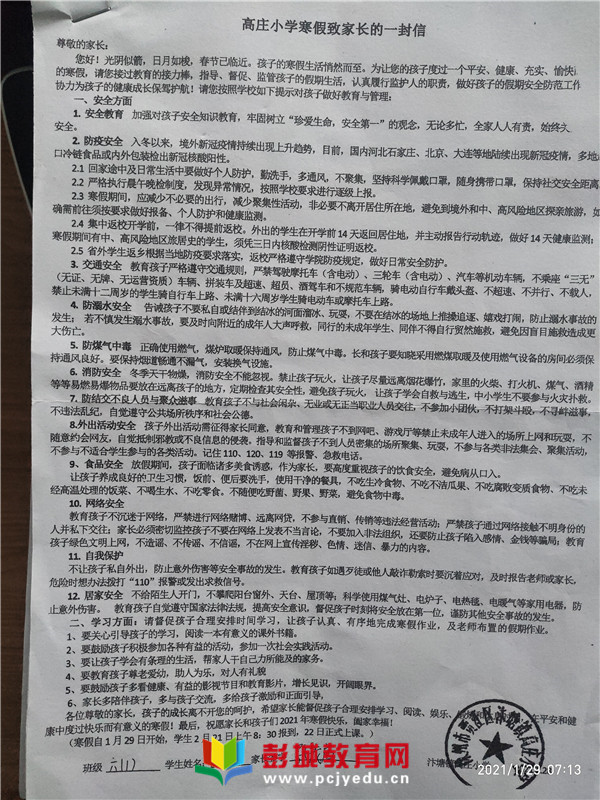 高庄小学寒假致家长的一封信
尊敬的家长:
您好!光阴似箭,日月如梭,春节已临近。孩子的寒假生活悄然而至。为让您的孩子度过一个平安、健康、充实、愉快
的寒假,请您接过教育的接力棒,指导、督促、监管孩子的假期生活,认真履行监护人的职责,做好孩子的假期安全防范工作
协力为孩子的健康成长保驾护航!请您按照学校如下提示对孩子做好教育与管理:
一、安全方面
1. 安全教育 加强对孩子安全知识教育,牢固树立“珍爱生命,安全第一”的观念,无论多忙,全家人人有责,始终
安全。
2. 防疫安全 入冬以来,境外新冠疫情持续出现上升趋势,目前,国内河北石家庄、北京、大连等地陆续出现新冠疫情,多地
口冷链食品或内外包装检出新冠核酸阳性。
2.1 回家途中及日常生活中要做好个人防护,勤洗手,多通风,不聚集,坚持科学佩戴口罩,随身携带口罩,保持社交安全距离
2.2 严格执行晨午晚检制度,发现异常情况,按照学校要求进行逐级上报。
2.3 寒假期间,应减少不必要的出行,减少聚集性活动,非必要不离开居住所在地,避免到境外和中、高风险地区探亲旅游,如
确需前往须按要求做好报备、个人防护和健康监测。
2.4 集中返校开学前,一律不得提前返校。外出的学生在开学前14天返回居住地,并主动报告行动轨迹,做好14天健康监测;
寒假期间有中、高风险地区旅居史的学生,须凭三日内核酸检测阴性证明返校。
2.5 省外学生返乡根据当地防疫要求落实,返校严格遵守学院防疫规定,做好日常安全防护。
3. 交通安全 教育孩子严格遵守交通规则,严禁驾驶摩托车(含电动)、三轮车(含电动)、汽车等机动车辆,不乘座“三无”
(无证、无牌、无运营资质)车辆、拼装车及超速、超员、酒驾车和不规范车辆,骑电动自行车戴头盔、不超速、不并行、不载人,
禁止未满十二周岁的学生骑自行车上路、未满十六周岁学生骑电动车或摩托车上路。
4. 防溺水安全 告诫孩子不要私自或结伴到结冰的河面溜冰、玩耍,不要在结冰的场地上推搡追逐、嬉戏打闹,防止溺水事故的
发生;若不慎发生溺水事故,要及时向附近的成年人大声呼救,同行的未成年学生、同伴不得自行贸然施救,避免因盲目施救造成更
大伤亡。
5. 防煤气中毒 正确使用燃气,煤炉取暖保持通风,防止煤气中毒。长和孩子要知晓采用燃煤取暖及使用燃气设备的房间必须保
持通风良好。要保持烟道畅通不漏气,安装换气设施。
6. 消防安全 冬季天干物燥,消防安全不能忽视。禁止孩子玩火,让孩子尽量远离烟花爆竹,家里的火柴、打火机、煤气、酒精
等等易燃易爆物品要放在远离孩子的地方,定期检查其安全性,避免孩子玩火,让孩子学会自救与逃生,中小学生不要参与火灾扑救。
7. 防结交不良人员与聚众滋事 教育孩子不与社会闲杂、无业或无正当职业人员交往,不参加小团伙,不打架斗殴,不寻衅滋事,
不违法乱纪,自觉遵守公共场所秩序和社会公德。
8.外出活动安全 孩子外出活动需征得家长同意,教育和管理孩子不到网吧、游戏厅等禁止未成年人进入的场所上网和玩耍,不
随意约会网友,自觉抵制邪教或不良信息的侵袭。指导和监督孩子不到人员密集的场所聚集、玩耍,不参与各类非法集会、聚集活动,
不参与不适合学生参与的各类活动。记住110、120、119等报警、急救电话。
9、食品安全 放假期间,孩子面临诸多美食诱惑,作为家长,要高度重视孩子的饮食安全,避免病从口入。
让孩子养成良好的卫生习惯,饭前、便后要洗手,使用干净的餐具,不吃生冷食物、不吃不洁瓜果、不吃腐败变质食物、不吃未
经高温处理的饭菜、不喝生水、不吃零食,不随便吃野菌、野果、野菜,避免食物中毒。
10. 网络安全
教育孩子不沉迷于网络,严禁进行网络赌博、远离网贷,不参与直销、传销等违法经营活动;严禁孩子通过网络接触不明身份的
人并私下交往;家长必须密切监控孩子不要在网络上发表不当言论,不要加入非法组织,还要防止孩子陷入感情、金钱等骗局;教育
孩子绿色文明上网,不造谣、不传谣、不信谣,不在网上宣传淫秽、色情、迷信、暴力的内容。
11. 自我保护
不让孩子私自外出,防止意外伤害等安全事故的发生。教育孩子如遇歹徒或他人敲诈勒索时要沉着应对,及时报告老师或家长,
危险时想办法拨打“110”报警或发出求救信号。
12. 居家安全 不给陌生人开门,不攀爬阳台窗外、天台、屋顶等;科学使用煤气灶、电炉子、电热毯、电暖气等家用电器,防
止意外伤害。 教育孩子自觉遵守国家法律法规,提高安全意识,督促孩子时刻将安全放在第一位,谨防其他安全事故的发生。
二、学习方面:请督促孩子合理安排时间学习,让孩子认真、有序地完成寒假作业,及老师布置的假期作业。
1、要关心引导孩子的学习,阅读一本有意义的课外书籍。
2、要鼓励孩子积极参加各种有益的活动,参加一次社会实践活动。
3、要让孩子学会有条理的生活,帮家人干自己力所能及的家务。
4、要教育孩子尊老爱幼,助人为乐,对人有礼貌
5、要鼓励孩子多看健康、有益的影视节目和教育影片,增长见识,开阔眼界。
6、家长多陪伴孩子,多与孩子交流,多给孩子激励和正面引导。
各位尊敬的家长,孩子的成长离不开您的呵护,希望家长能督促孩子合理安排学习、阅读、娱乐、
年平安和健
康中度过快乐而有意义的寒假!最后,祝愿家长和孩子们2021年寒假快乐,阖家幸福!
(寒假自1月29日开始,学生2月21日上午8:30报到,22日正式上课。)
班级 六(1) 学生姓名 家长
汴塘镇
2021/1/29 07:13
彭城教育网
www.pcjyedu.cn